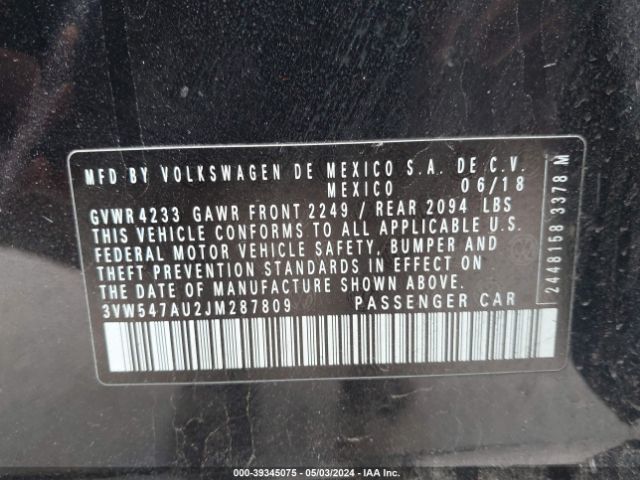 MFD BY VOLKSWAGEN DE MEXICO S.A. DE C.V.
MEXICO 06/18
GVWR 4233 GAWR FRONT 2249 / REAR 2094 LBS
THIS VEHICLE CONFORMS TO ALL APPLICABLE U.S.
FEDERAL MOTOR VEHICLE SAFETY, BUMPER AND
THEFT PREVENTION STANDARDS IN EFFECT ON
THE DATE OF MANUFACTURE SHOWN ABOVE.
3VW547AU2JM287809 PASSENGER CAR
2448158 3378 M
000 - 39345075 - 05/03/2024 - IAA Inc.